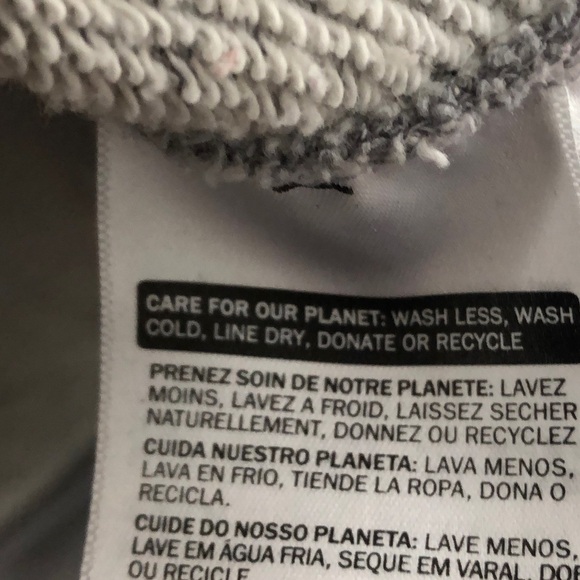 CARE FOR OUR PLANET: WASH LESS, WASH
COLD, LINE DRY, DONATE OR RECYCLE
PRENEZ SOIN DE NOTRE PLANETE: LAVEZ
MOINS, LAVEZ A FROID, LAISSEZ SECHER
NATURELLEMENT, DONNEZ OU RECYCLEZ
CUIDA NUESTRO PLANETA: LAVA MENOS,
LAVA EN FRIO, TIENDE LA ROPA, DONA O
RECICLA.
CUIDE DO NOSSO PLANETA: LAVE MENOS,
LAVE EM ÁGUA FRIA, SEQUE EM VARAL,
OU RECICLE